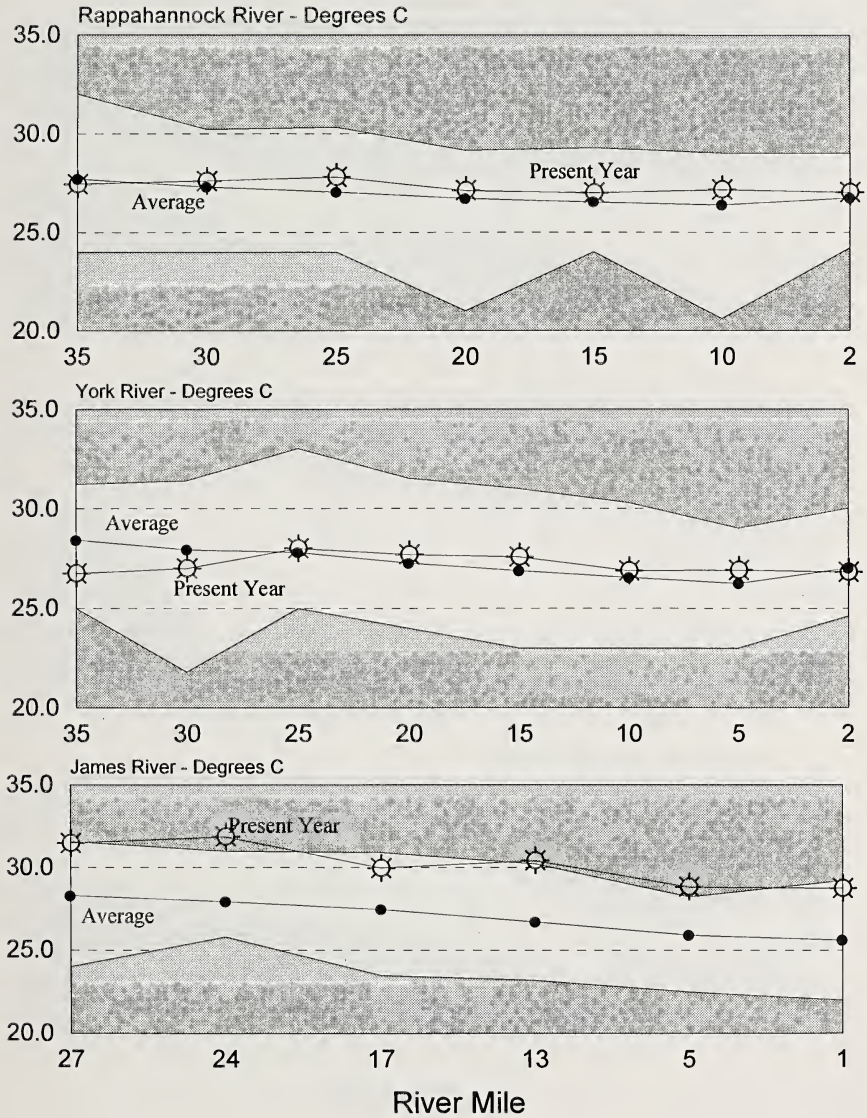 Rappahannock River - Degrees C
35.0
30.0
Present Year
Average
25.0
20.0
35 30 25 20 15 10 2
York River - Degrees C
35.0
30.0
Average
Present Year
25.0
20.0
35 30 25 20 15 10 5 2
James River - Degrees C
35.0
Present Year
30.0
Average
25.0
20.0
27 24 17 13 5 1
River Mile